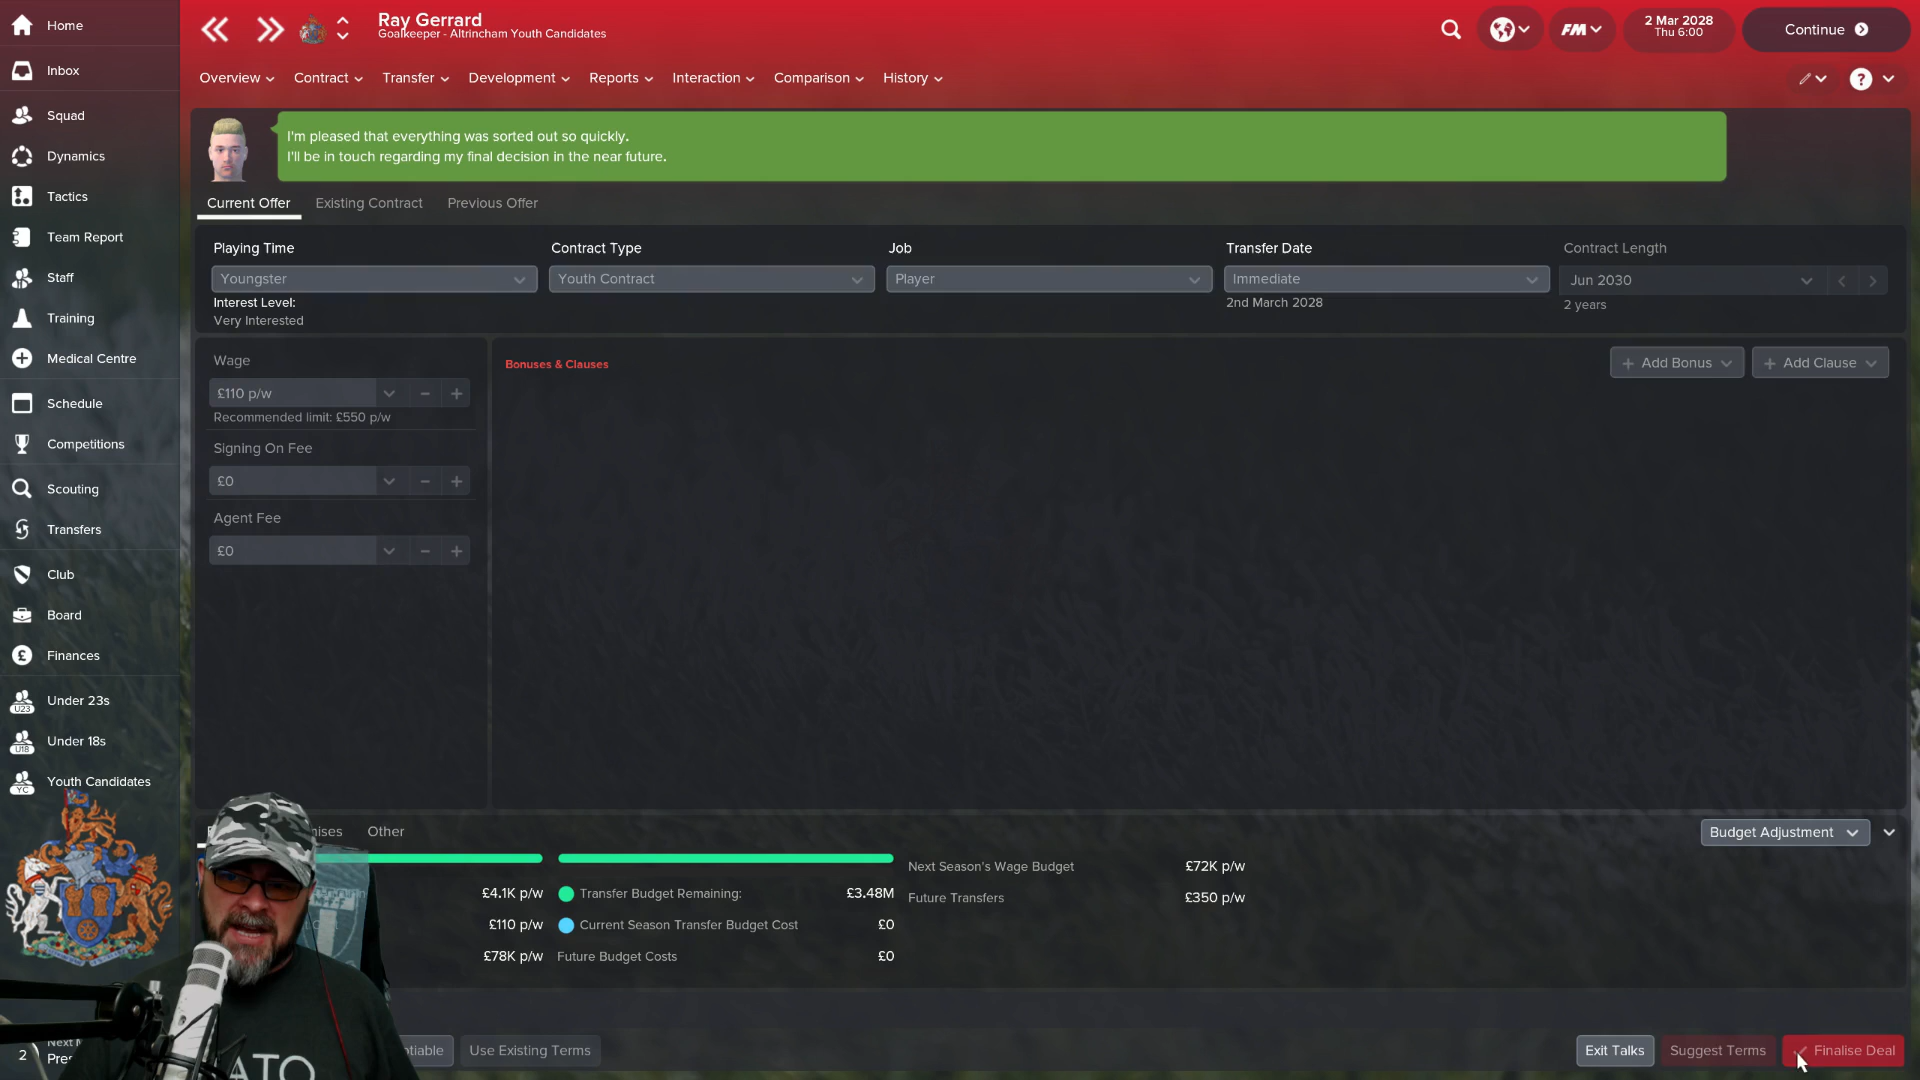 Home
Inbox
Squad
Dynamics
Tactics
Team Report
Staff
Training
Medical Centre
Schedule
Competitions
Scouting
Transfers
Club
Board
Finances
Under 23s
U23
Under 18s
U18
Youth Candidates
YC
Ray Gerrard
Goalkeeper - Altrincham Youth Candidates
FM
2 Mar 2028
Thu 6:00
Continue
Overview
Contract
Transfer
Development
Reports
Interaction
Comparison
History
?
I'm pleased that everything was sorted out so quickly.
I'll be in touch regarding my final decision in the near future.
Current Offer
Existing Contract
Previous Offer
Playing Time
Contract Type
Job
Transfer Date
Contract Length
Youngster
Youth Contract
Player
Immediate
Jun 2030
Interest Level:
Very Interested
2nd March 2028
2 years
Wage
£110 p/w
Recommended limit: £550 p/w
Signing On Fee
£0
Agent Fee
£0
Bonuses & Clauses
+ Add Bonus
+ Add Clause
Other
Budget Adjustment
£4.1K p/w
Transfer Budget Remaining:
£3.48M
Next Season's Wage Budget
£72K p/w
£110 p/w
Current Season Transfer Budget Cost
£0
Future Transfers
£350 p/w
£78K p/w
Future Budget Costs
£0
2
Use Existing Terms
Exit Talks
Suggest Terms
Finalise Deal